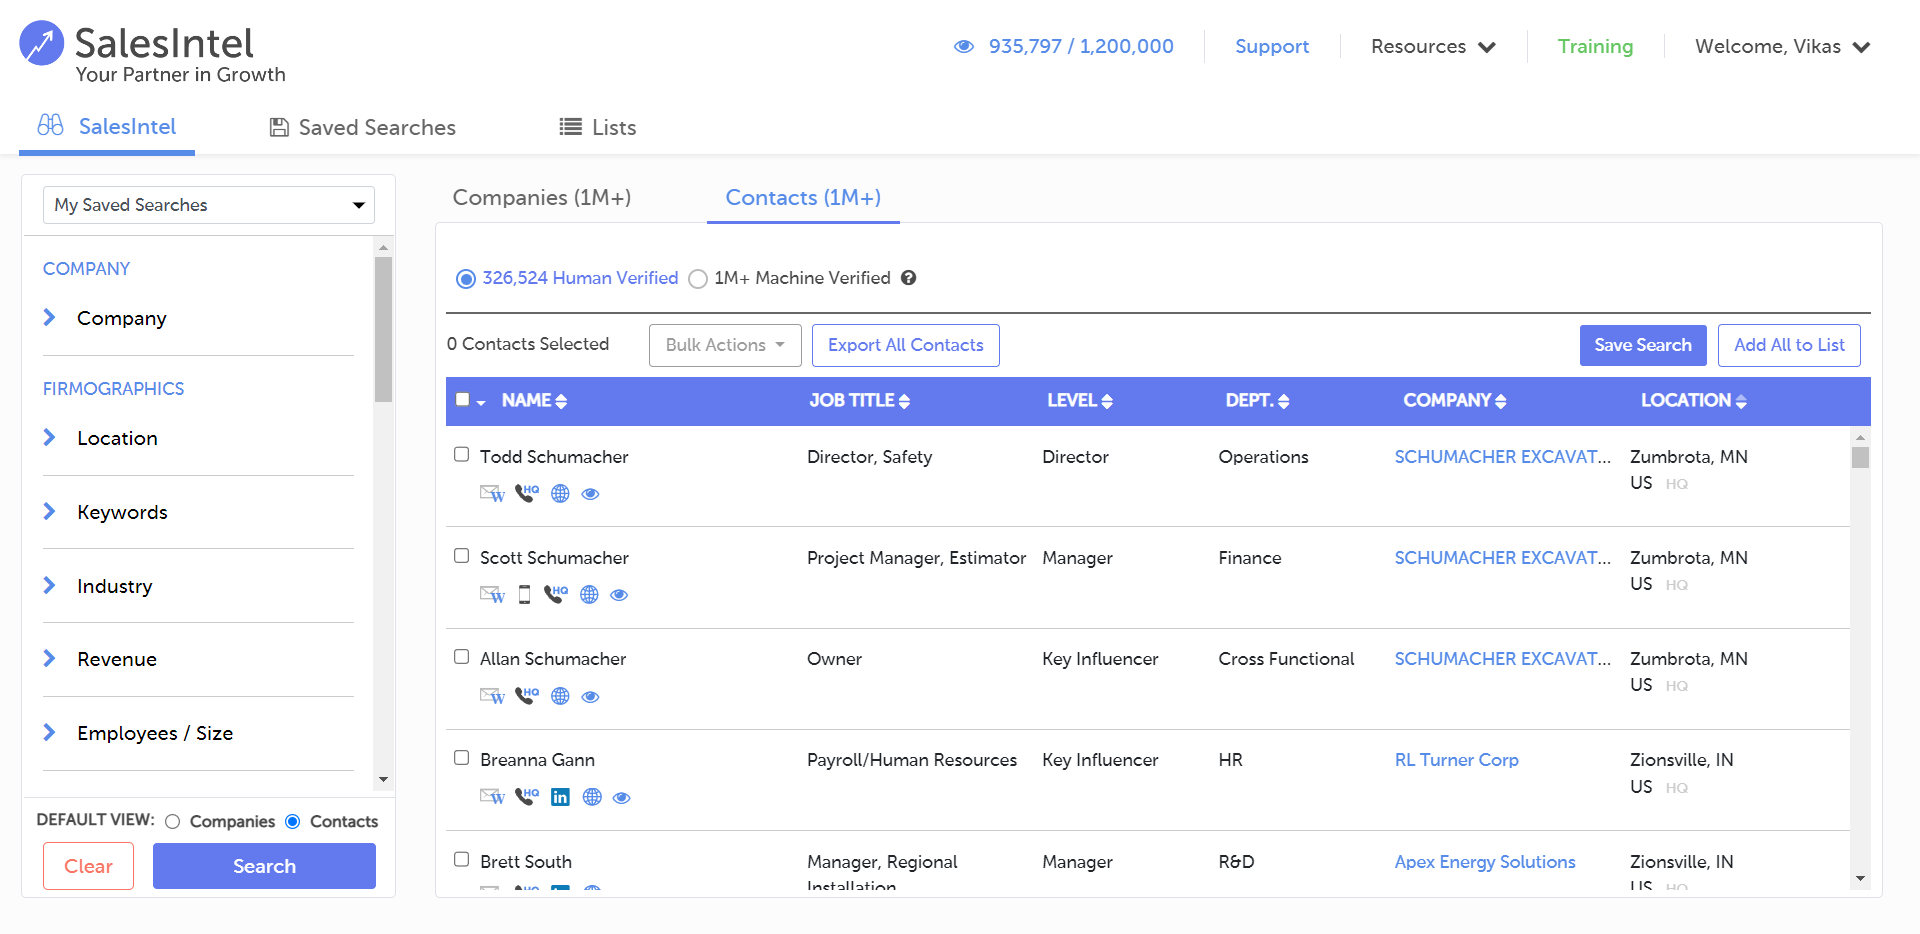 SalesIntel
Your Partner in Growth
935,797 / 1,200,000
Support
Resources
Training
Welcome, Vikas
SalesIntel
Saved Searches
Lists
My Saved Searches
COMPANY
Company
FIRMOGRAPHICS
Location
Keywords
Industry
Revenue
Employees / Size
DEFAULT VIEW: Companies Contacts
Clear
Search
Companies (1M+)
Contacts (1M+)
326,524 Human Verified 1M+ Machine Verified ?
0 Contacts Selected
Bulk Actions
Export All Contacts
Save Search
Add All to List
NAME JOB TITLE LEVEL DEPT. COMPANY LOCATION
Todd Schumacher Director, Safety Director Operations SCHUMACHER EXCAVAT... Zumbrota, MN
US HQ
W HQ
Scott Schumacher Project Manager, Estimator Manager Finance SCHUMACHER EXCAVAT... Zumbrota, MN
US HQ
W HQ
Allan Schumacher Owner Key Influencer Cross Functional SCHUMACHER EXCAVAT... Zumbrota, MN
US HQ
W HQ
Breanna Gann Payroll/Human Resources Key Influencer HR RL Turner Corp Zionsville, IN
US HQ
W HQ in
Brett South Manager, Regional Manager R&D Apex Energy Solutions Zionsville, IN
Installation US HQ